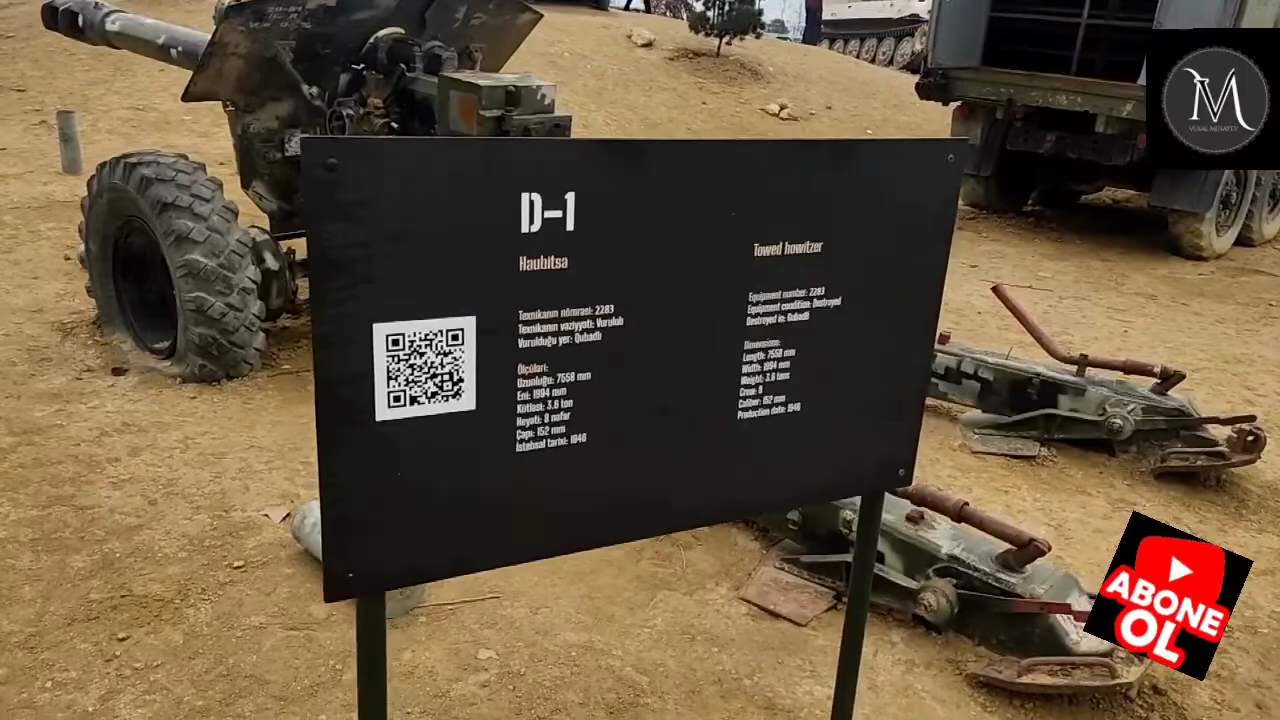 D-1
Haubitsa
Texnikanın nömrəsi: 2283
Texnikanın vəziyyəti: Vurulub
Vurulduğu yer: Qubadlı
Ölçüləri:
Uzunluğu: 7558 mm
Eni: 1994 mm
Kütləsi: 3.6 ton
Heyəti: 8 nəfər
Çapı: 152 mm
İstehsal tarixi: 1946
Towed howitzer
Equipment number: 2283
Equipment condition: Destroyed
Destroyed in: Qubadli
Dimensions:
Length: 7558 mm
Width: 1994 mm
Weight: 3.6 tons
Crew: 8
Caliber: 152 mm
Production date: 1946
M
ABONE
OL